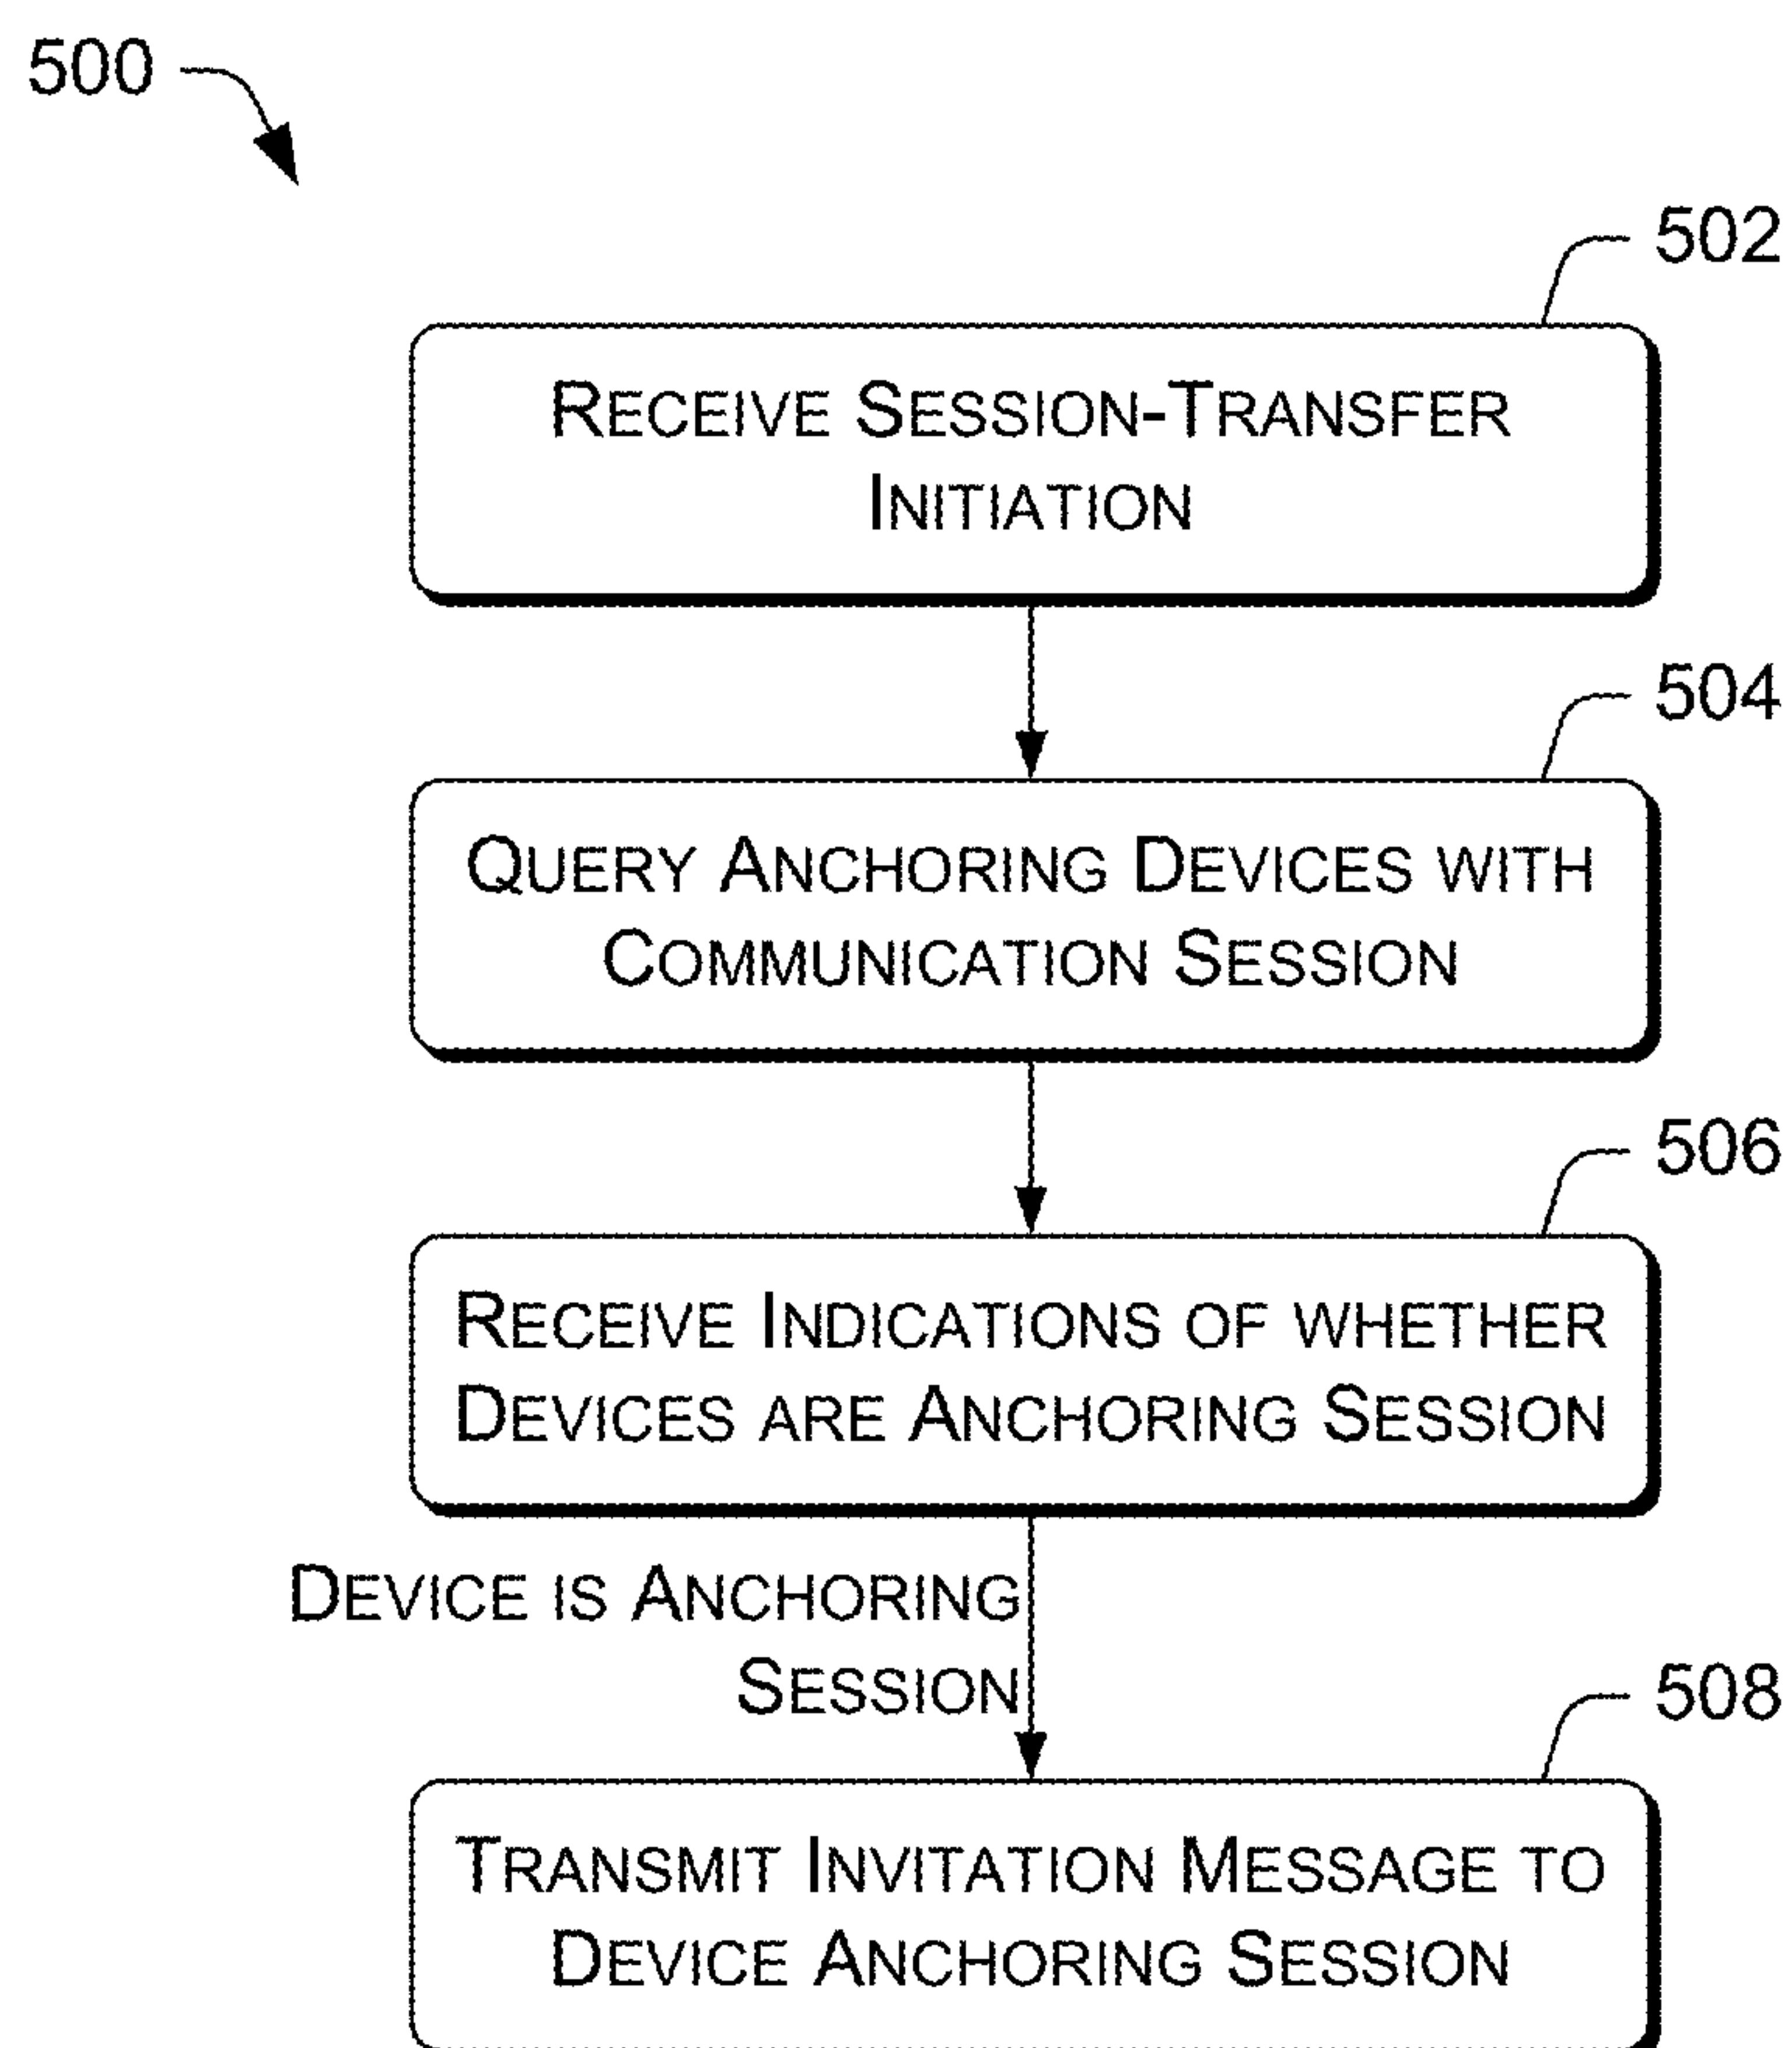 500
502
RECEIVE SESSION-TRANSFER
INITIATION
504
QUERY ANCHORING DEVICES WITH
COMMUNICATION SESSION
506
RECEIVE INDICATIONS OF WHETHER
DEVICES ARE ANCHORING SESSION
DEVICE IS ANCHORING
SESSION
508
TRANSMIT INVITATION MESSAGE TO
DEVICE ANCHORING SESSION